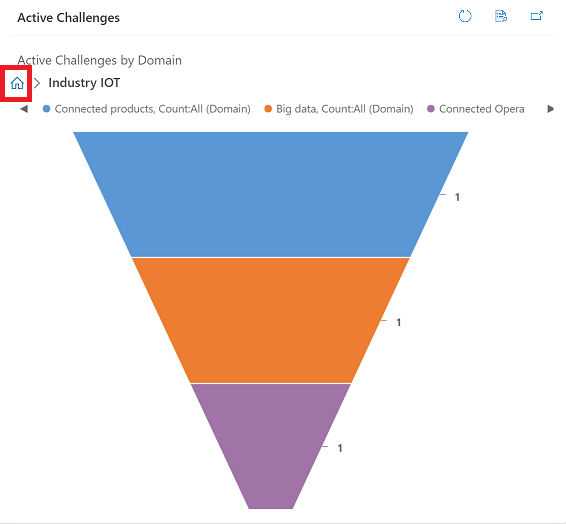 Active Challenges
Active Challenges by Domain
Industry IOT
Connected products, Count:All (Domain) Big data, Count:All (Domain) Connected Opera
1
1
1